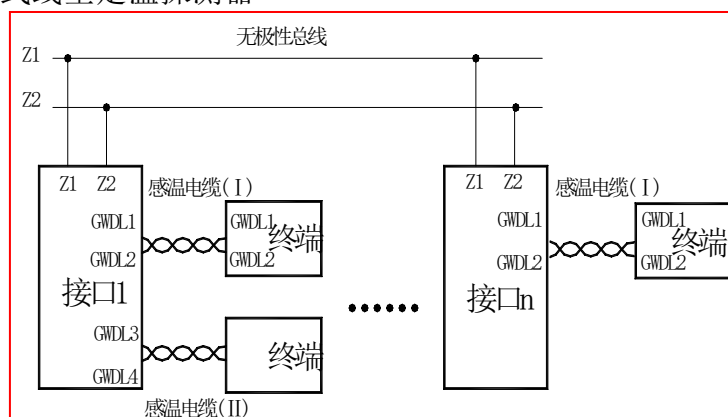 式线型定温探测器
无极性总线
Z1
Z2
Z1 Z2
感温电缆(I)
GWDL1
GWDL2
接口1
GWDL3
GWDL4
GWDL1
终端
GWDL2
终端
感温电缆(II)
......
Z1 Z2
感温电缆(I)
GWDL1
GWDL2
接口n
GWDL1
终端
GWDL2